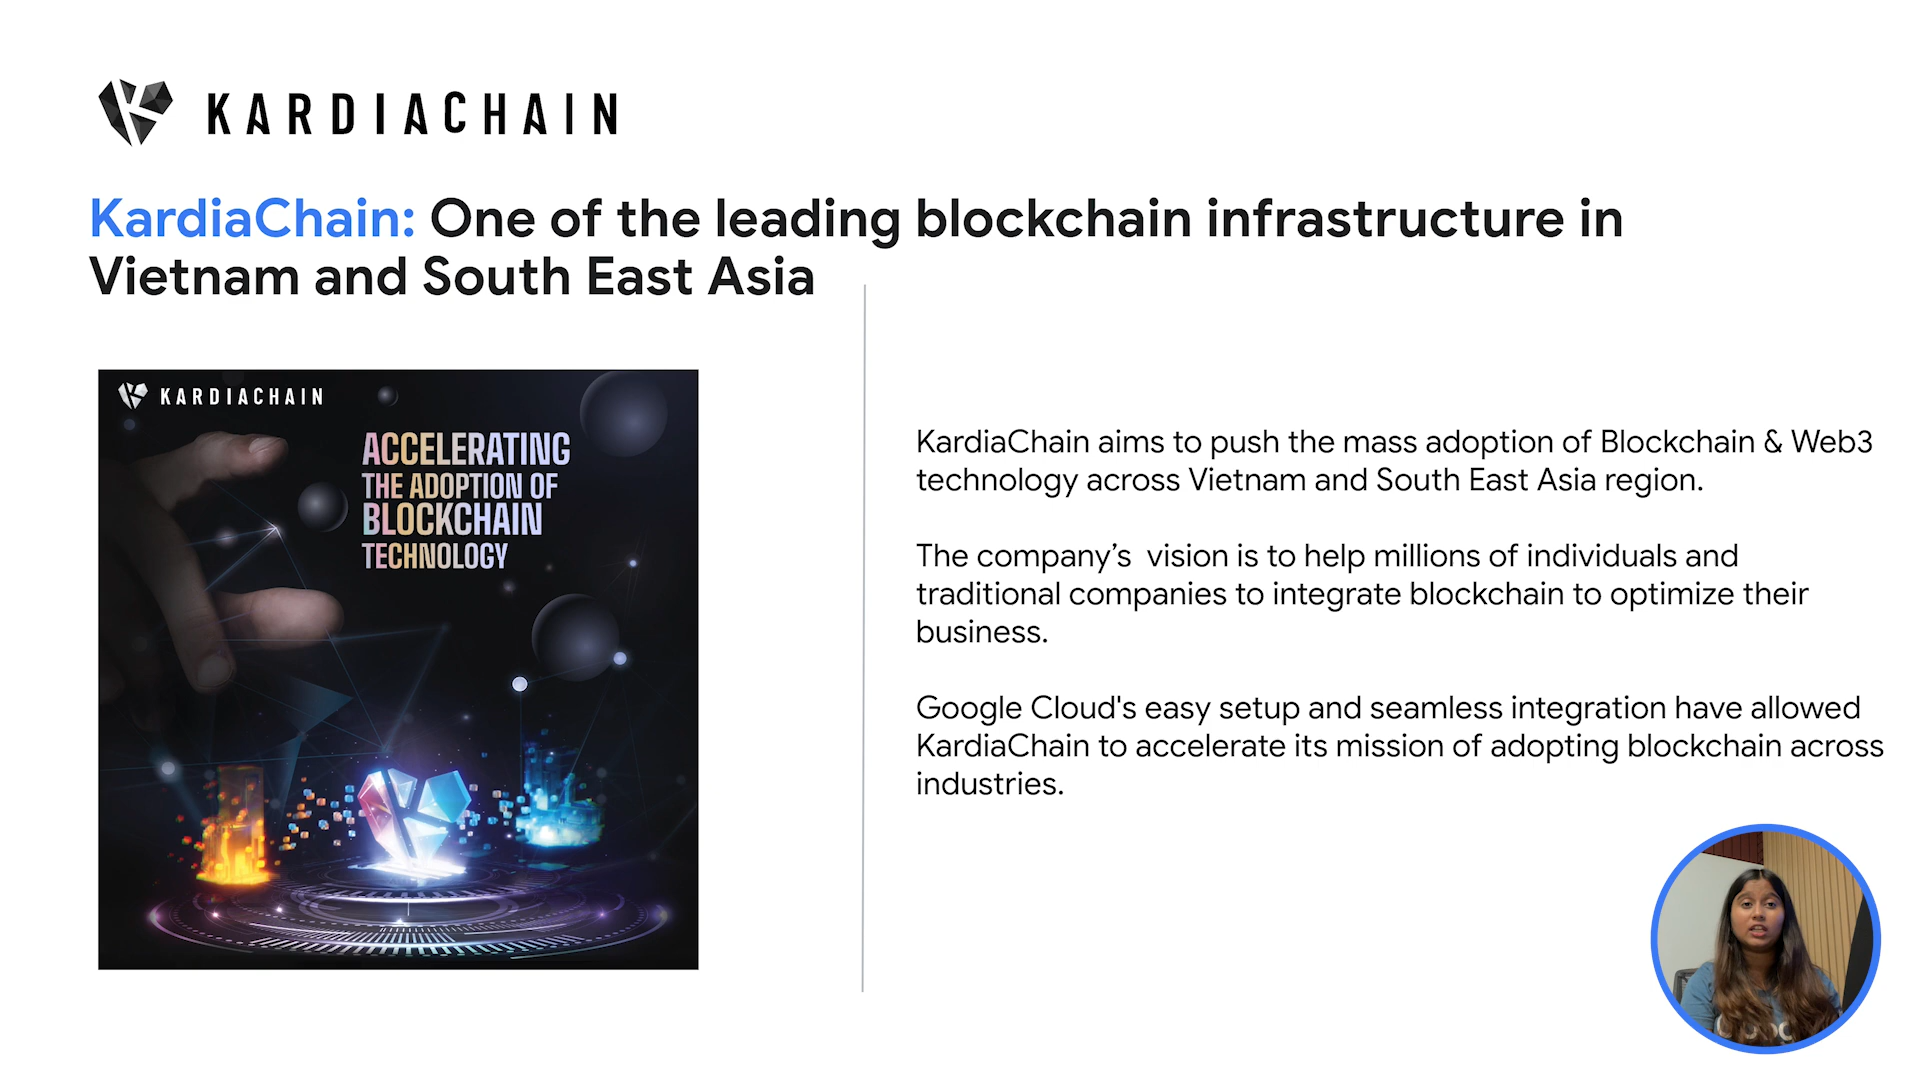 KARDIACHAIN
KardiaChain: One of the leading blockchain infrastructure in
Vietnam and South East Asia
KARDIACHAIN
ACCELERATING
THE ADOPTION OF
BLOCKCHAIN
TECHNOLOGY
KardiaChain aims to push the mass adoption of Blockchain & Web3
technology across Vietnam and South East Asia region.
The company’s  vision is to help millions of individuals and
traditional companies to integrate blockchain to optimize their
business.
Google Cloud's easy setup and seamless integration have allowed
KardiaChain to accelerate its mission of adopting blockchain across
industries.